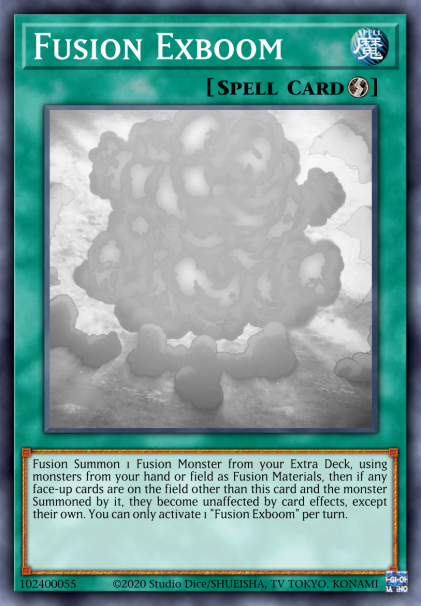 FUSION EXBOOM
SPELL
魔
[SPELL CARD]
Fusion Summon 1 Fusion Monster from your Extra Deck, using
monsters from your hand or field as Fusion Materials, then if any
face-up cards are on the field other than this card and the monster
Summoned by it, they become unaffected by card effects, except
their own. You can only activate 1 "Fusion Exboom" per turn.
102400055 ©2020 Studio Dice/SHUEISHA, TV TOKYO, KONAMI